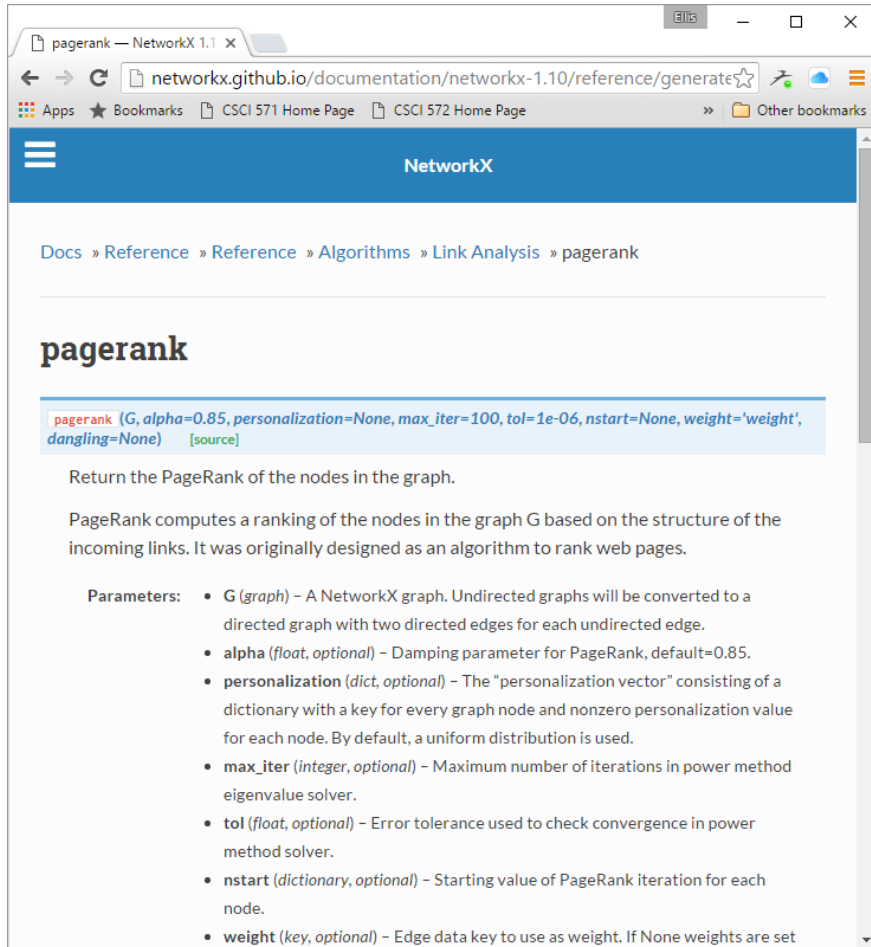 Ellis
pagerank — NetworkX 1.1
networkx.github.io/documentation/networkx-1.10/reference/generate
Apps Bookmarks CSCI 571 Home Page CSCI 572 Home Page » Other bookmarks
NetworkX
Docs » Reference » Reference » Algorithms » Link Analysis » pagerank
pagerank
pagerank (G, alpha=0.85, personalization=None, max_iter=100, tol=1e-06, nstart=None, weight='weight',
dangling=None) [source]
Return the PageRank of the nodes in the graph.
PageRank computes a ranking of the nodes in the graph G based on the structure of the
incoming links. It was originally designed as an algorithm to rank web pages.
Parameters: • G (graph) – A NetworkX graph. Undirected graphs will be converted to a
directed graph with two directed edges for each undirected edge.
• alpha (float, optional) – Damping parameter for PageRank, default=0.85.
• personalization (dict, optional) – The “personalization vector” consisting of a
dictionary with a key for every graph node and nonzero personalization value
for each node. By default, a uniform distribution is used.
• max_iter (integer, optional) – Maximum number of iterations in power method
eigenvalue solver.
• tol (float, optional) – Error tolerance used to check convergence in power
method solver.
• nstart (dictionary, optional) – Starting value of PageRank iteration for each
node.
• weight (key, optional) – Edge data key to use as weight. If None weights are set